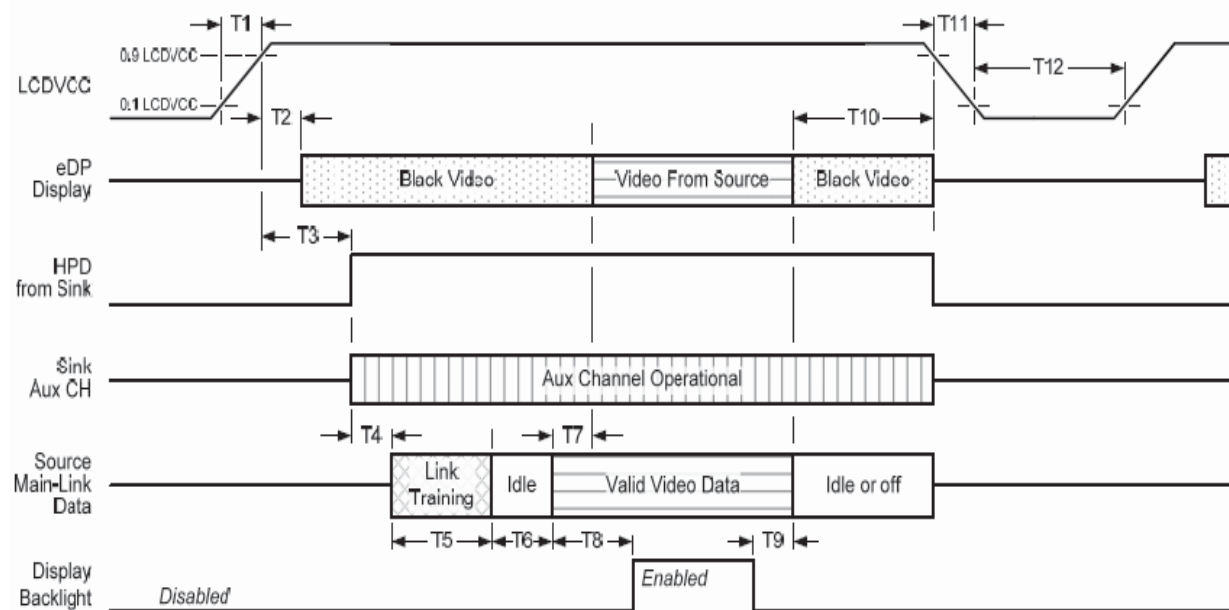 T1
T11
0.9 LCDVCC
LCDVCC
T12
0.1 LCDVCC
T2
T10
eDP
Display
Black Video
Video From Source
Black Video
T3
HPD
from Sink
Sink
Aux CH
Aux Channel Operational
T4
T7
Source
Main-Link
Data
Link
Training
Idle
Valid Video Data
Idle or off
T5
T6
T8
T9
Display
Backlight
Disabled
Enabled